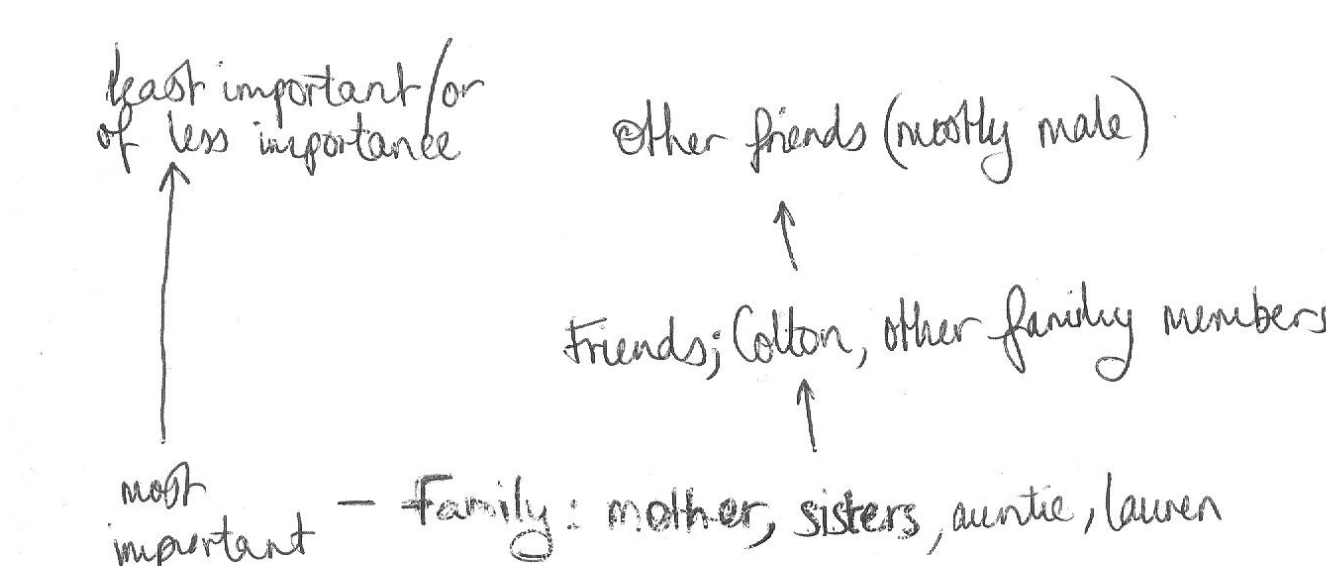 least important/or
of less importance
Other friends (mostly male)
Friends; Colton, other family members
most
important
- Family: mother, sisters, auntie, lauren